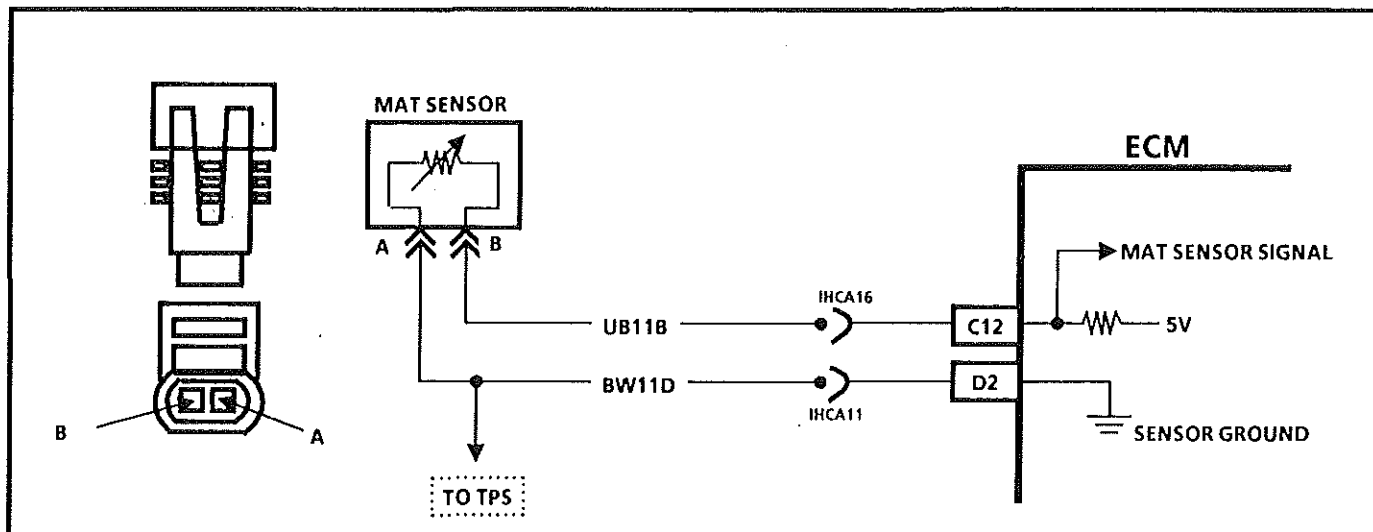 MAT SENSOR
ECM
A
B
MAT SENSOR SIGNAL
IHCA16
UB11B
C12
5V
BW11D
D2
IHCA11
B
A
SENSOR GROUND
TO TPS